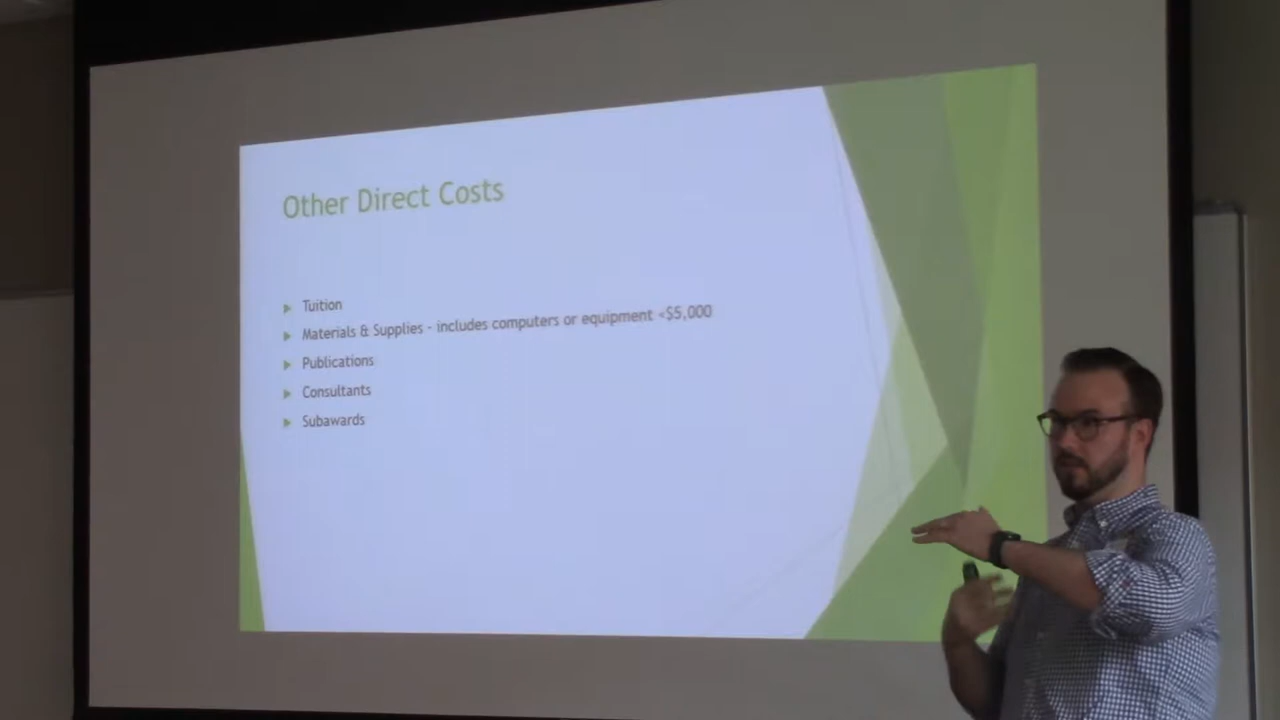 Other Direct Costs
Tuition
Materials & Supplies - includes computers or equipment <$5,000
Publications
Consultants
Subawards